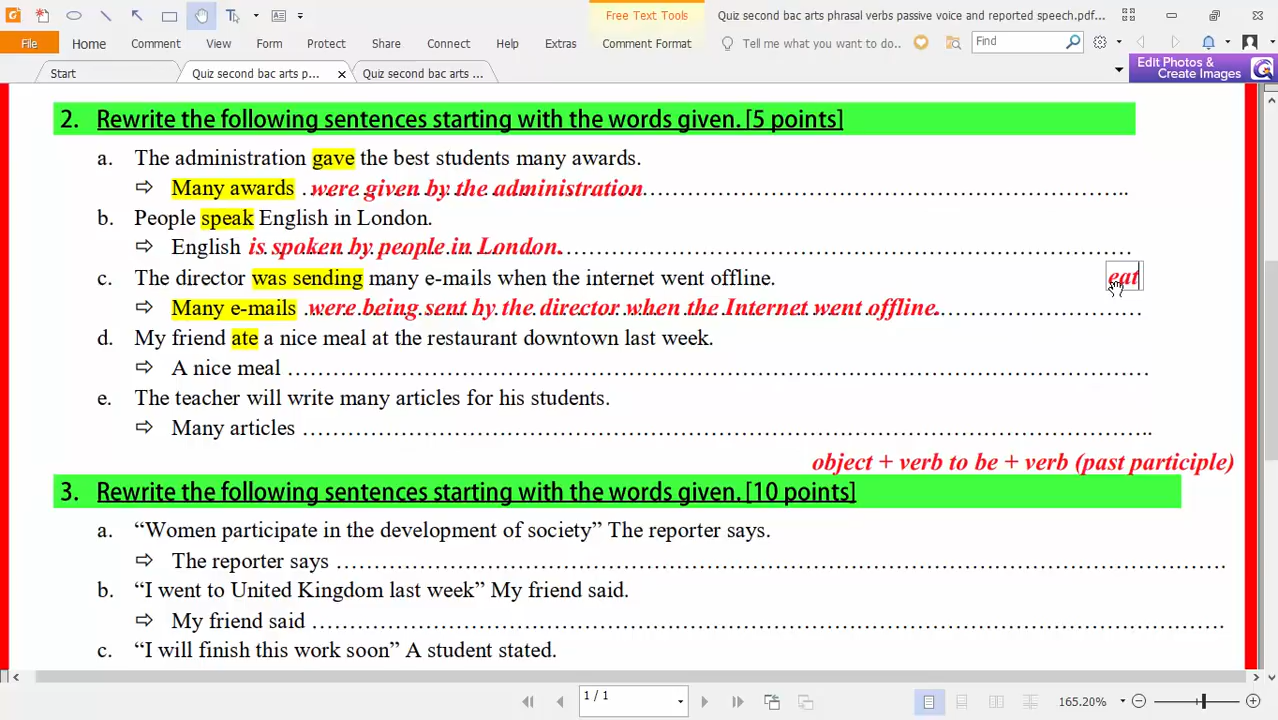 Free Text Tools
Quiz second bac arts phrasal verbs passive voice and reported speech.pdf...
File Home Comment View Form Protect Share Connect Help Extras Comment Format Tell me what you want to do.. Find
Start Quiz second bac arts p... Quiz second bac arts ...
Edit Photos &
Create Images
2. Rewrite the following sentences starting with the words given. [5 points]
a. The administration gave the best students many awards.
⇨ Many awards .were given by the administration……………………………………………………..
b. People speak English in London.
⇨ English is spoken by people in London.……………………………………………………………
c. The director was sending many e-mails when the internet went offline. eat
⇨ Many e-mails were being sent by the director when the Internet went offline.……………………
d. My friend ate a nice meal at the restaurant downtown last week.
⇨ A nice meal ……………………………………………………………………………………
e. The teacher will write many articles for his students.
⇨ Many articles …………………………………………………………………………………..
object + verb to be + verb (past participle)
3. Rewrite the following sentences starting with the words given. [10 points]
a. “Women participate in the development of society” The reporter says.
⇨ The reporter says ……………………………………………………………………………………….
b. “I went to United Kingdom last week” My friend said.
⇨ My friend said ………………………………………………………………………………………….
c. “I will finish this work soon” A student stated.
1 / 1 165.20%